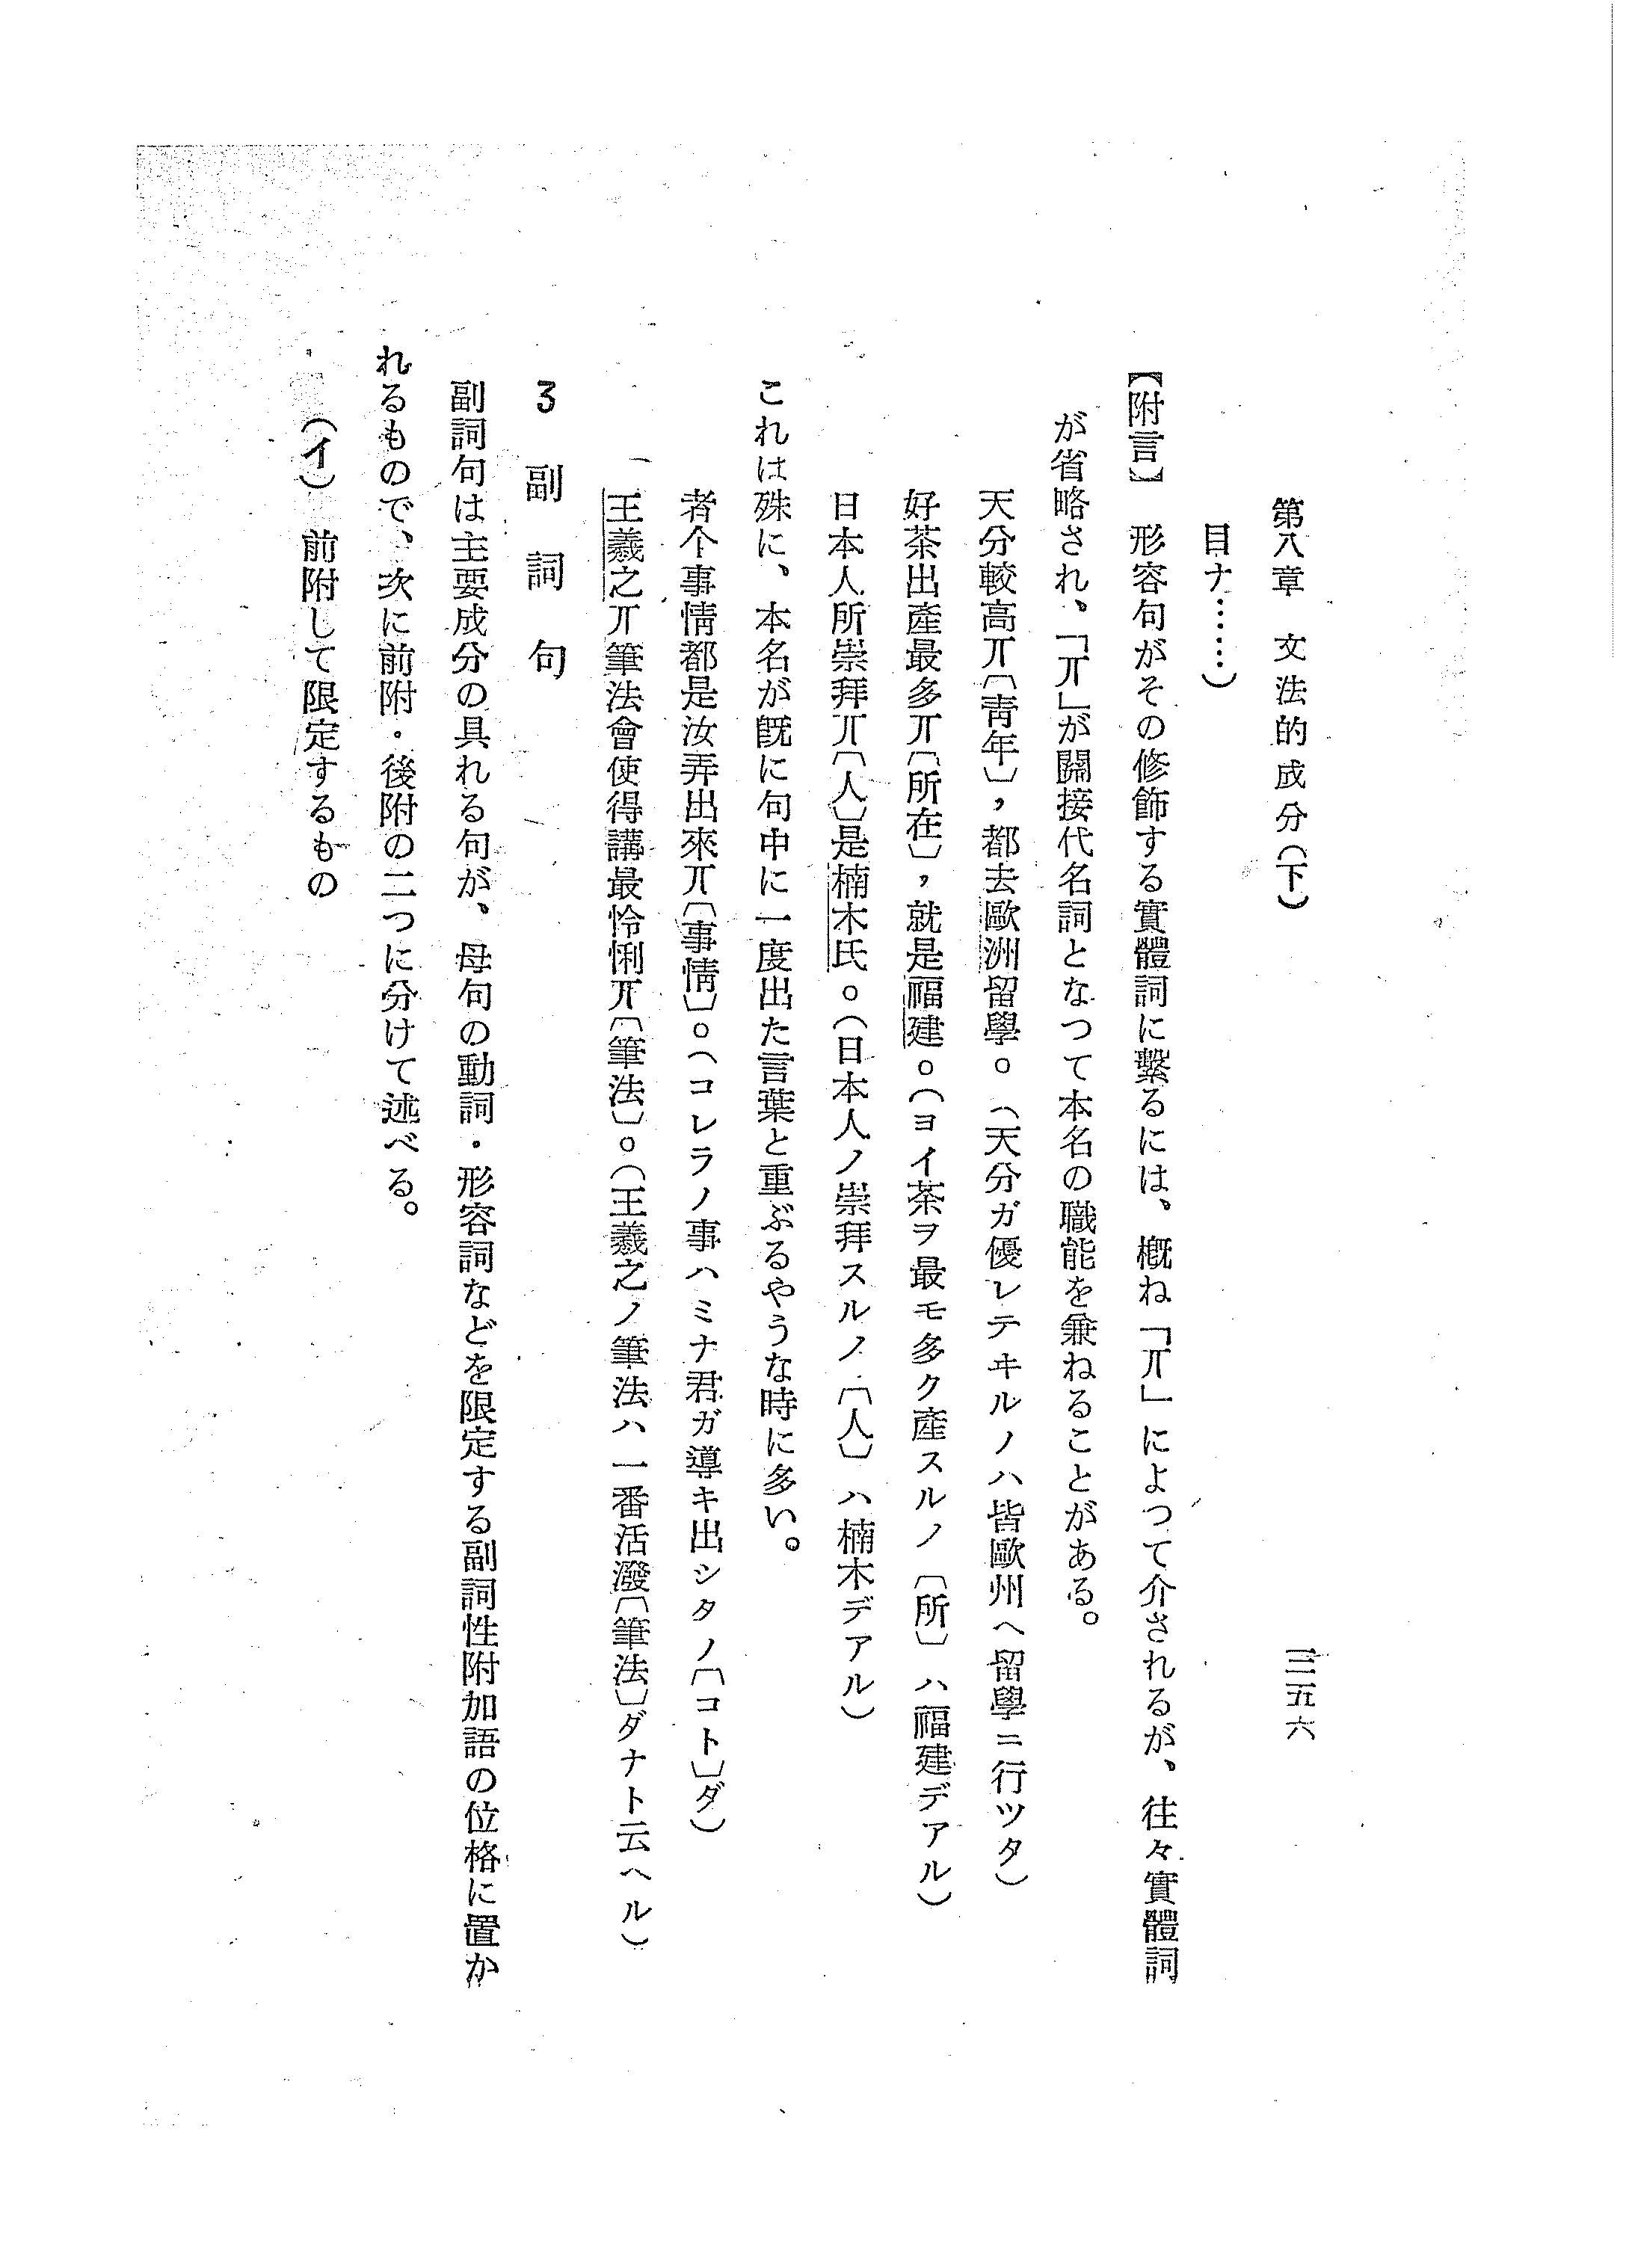 第八章　文法的成分(下)　三五六
目ナ……)
【附言】　形容句がその修飾する實體詞に繋るには、概ね「丌」によつて介されるが、往々實體詞
が省略され、「丌」が關接代名詞となつて本名の職能を兼ねることがある。
天分較高丌〔靑年〕，都去歐洲留學。(天分ガ優レテヰルノハ皆歐州ヘ留學ニ行ツタ)
好茶出產最多丌〔所在〕，就是福建。(ヨイ茶ヲ最モ多ク產スルノ〔所〕ハ福建デアル)
日本人所崇拜丌〔人〕是楠木氏。(日本人ノ崇拜スルノ〔人〕ハ楠木デアル)
これは殊に、本名が旣に句中に一度出た言葉と重ぶるやうな時に多い。
者个事情都是汝弄出來丌〔事情〕。(コレラノ事ハミナ君ガ導キ出シタノ〔コト〕ダ)
王羲之丌筆法會使得講最怜悧丌〔筆法〕。(王羲之ノ筆法ハ一番活潑〔筆法〕ダナト云ヘル)
3　副詞句
副詞句は主要成分の具れる句が、母句の動詞・形容詞などを限定する副詞性附加語の位格に置か
れるもので、次に前附・後附の二つに分けて述べる。
(イ)　前附して限定するもの